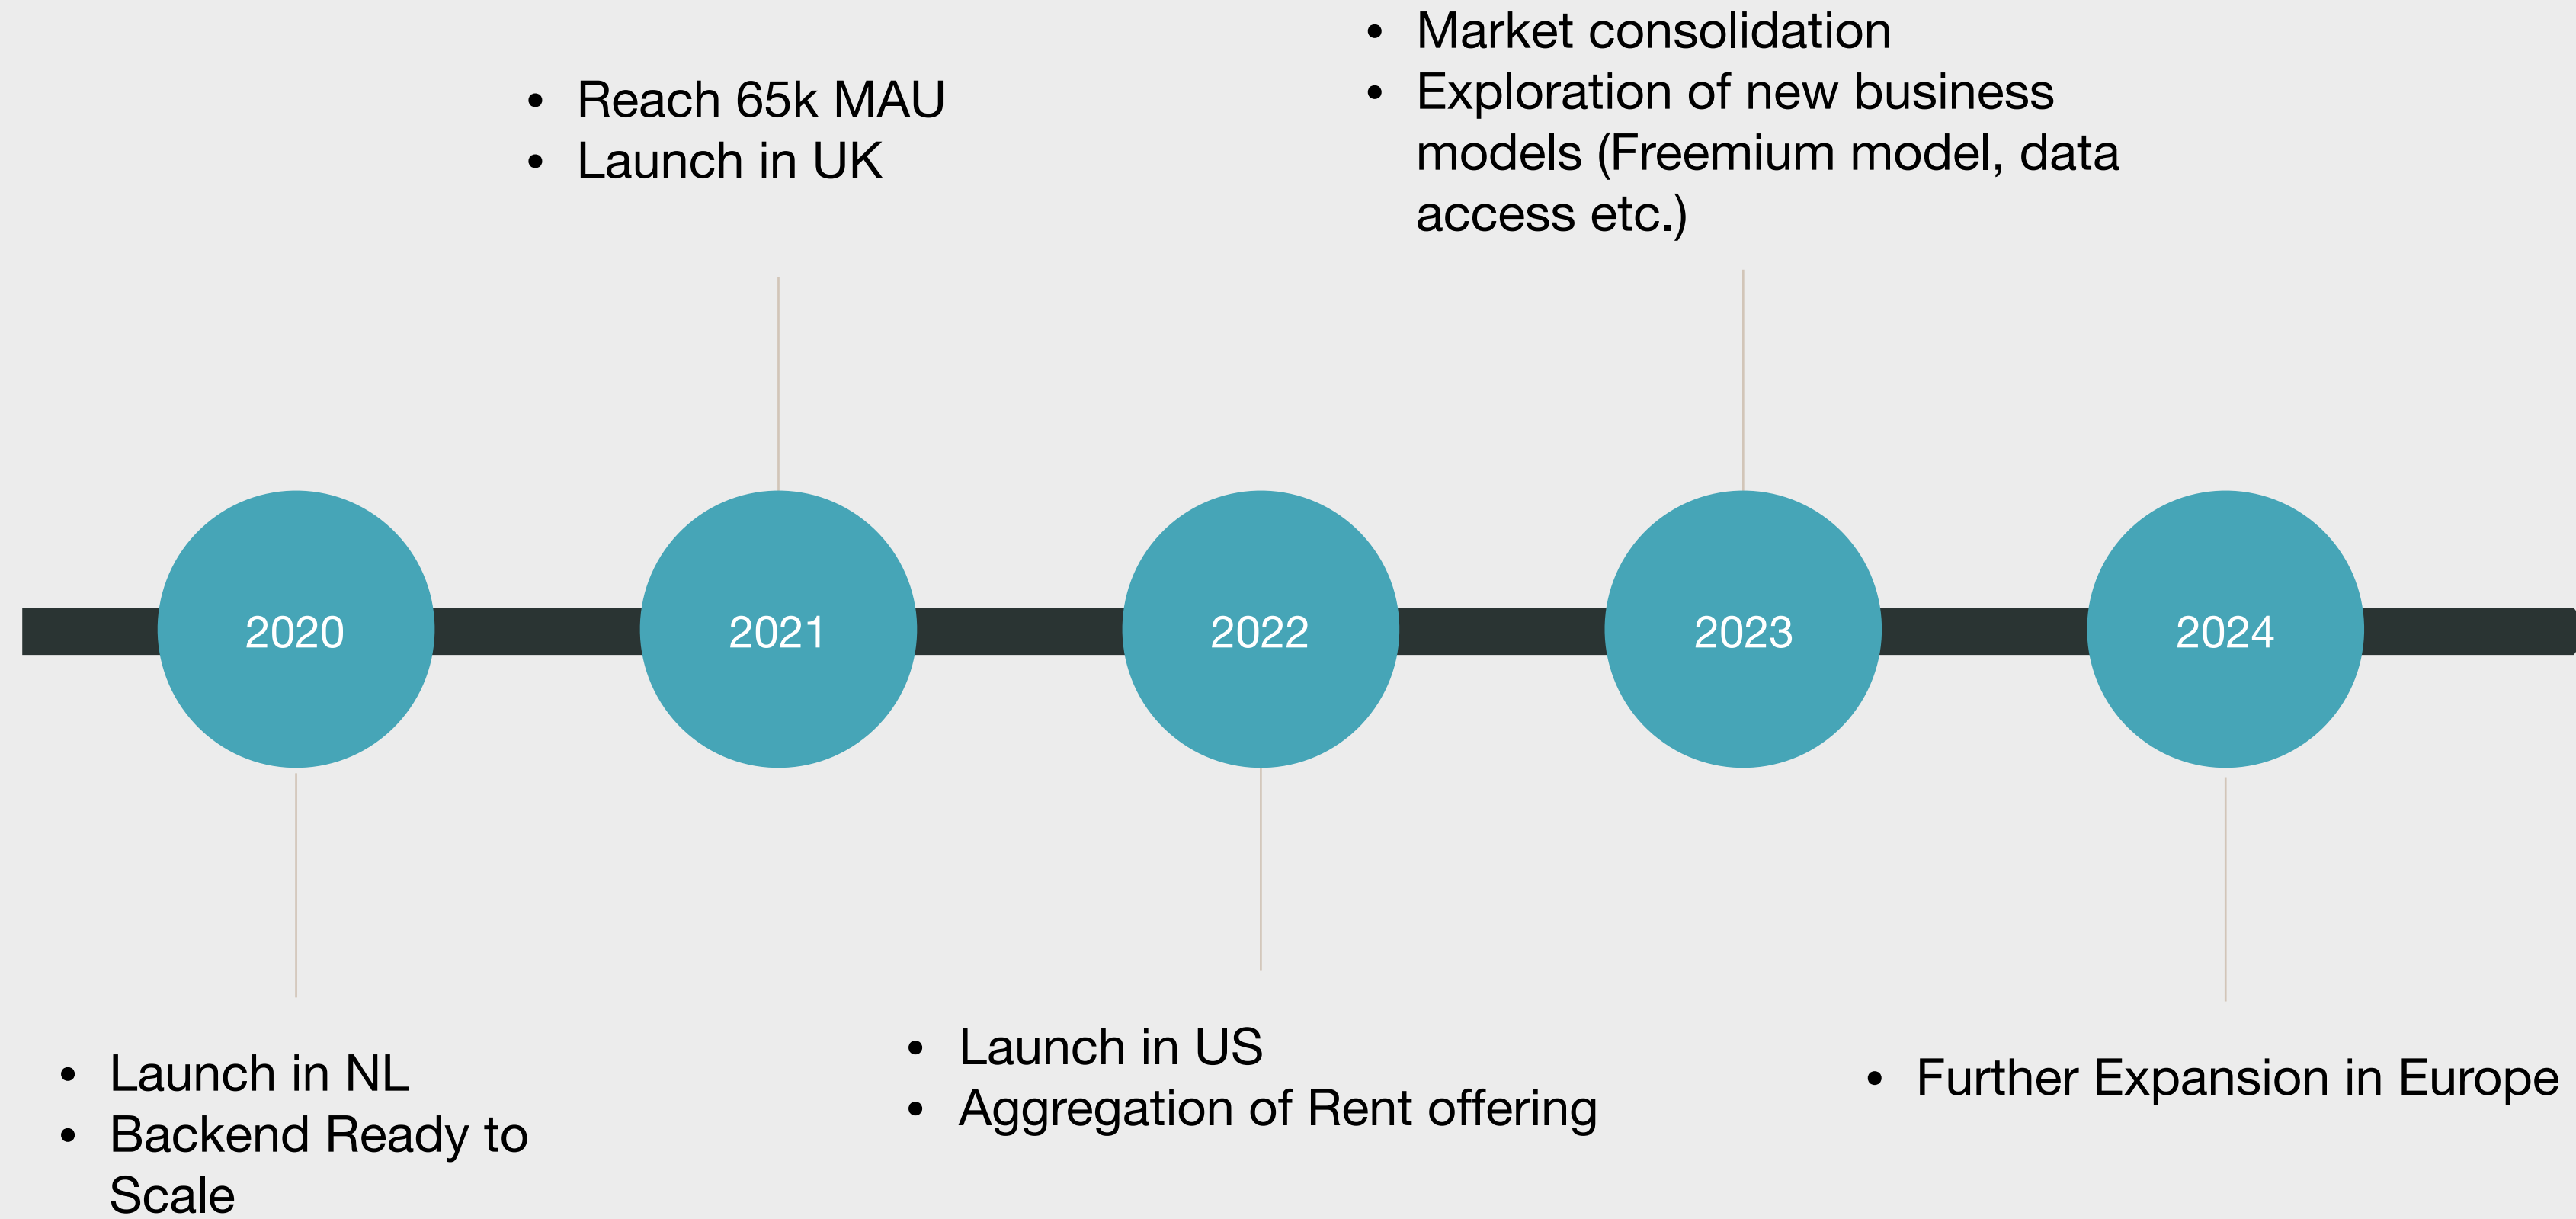 • Market consolidation
• Exploration of new business
models (Freemium model, data
access etc.)
• Reach 65k MAU
• Launch in UK
2020
2021
2022
2023
2024
• Launch in NL
• Backend Ready to
Scale
• Launch in US
• Aggregation of Rent offering
• Further Expansion in Europe